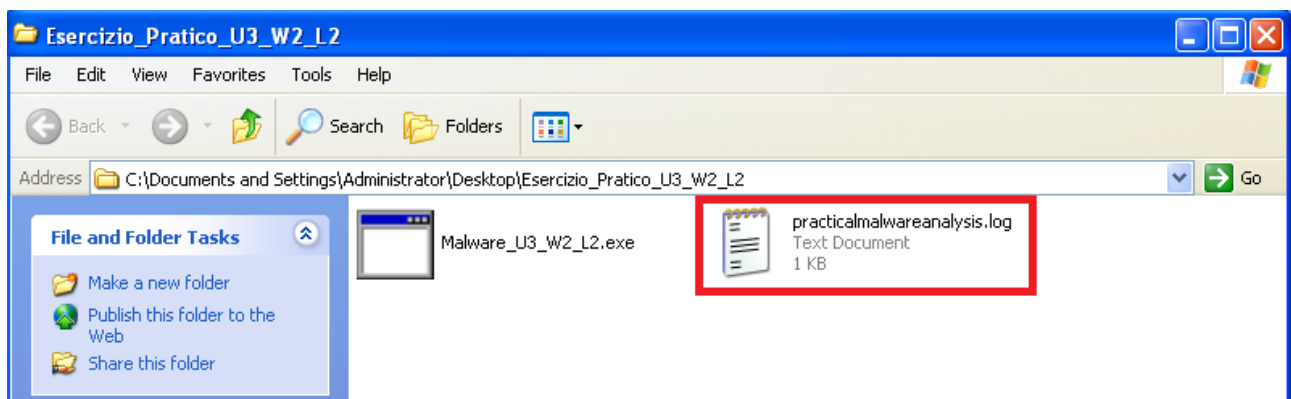 Esercizio_Pratico_U3_W2_L2
File Edit View Favorites Tools Help
Back Search Folders
Address C:\Documents and Settings\Administrator\Desktop\Esercizio_Pratico_U3_W2_L2 Go
File and Folder Tasks
Make a new folder
Publish this folder to the
Web
Share this folder
Malware_U3_W2_L2.exe
practicalmalwareanalysis.log
Text Document
1 KB